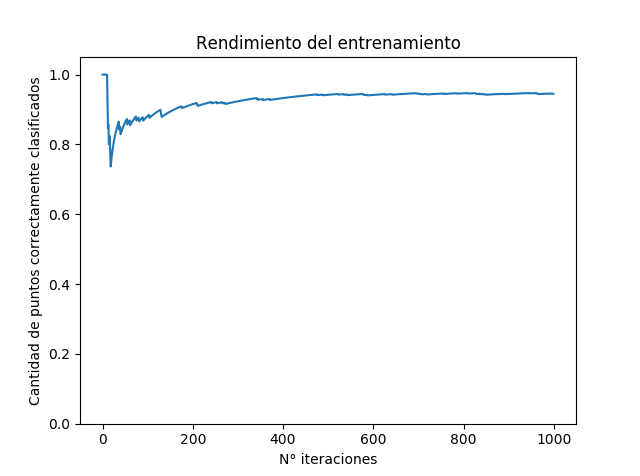 Rendimiento del entrenamiento
Cantidad de puntos correctamente clasificados
1.0
0.8
0.6
0.4
0.2
0.0
0 200 400 600 800 1000
N° iteraciones